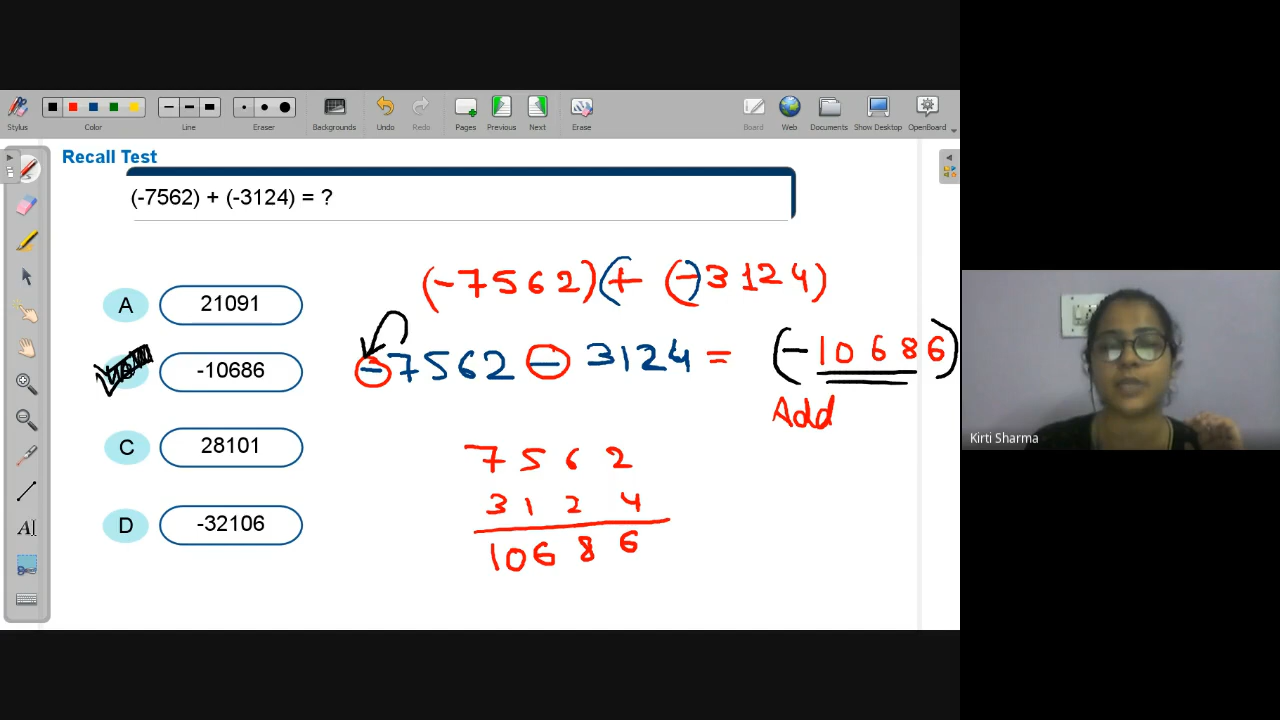 Stylus
Color
Line
Eraser
Backgrounds
Undo
Redo
Pages
Previous
Next
Erase
Board
Web
Documents
Show Desktop
OpenBoard
Recall Test
(-7562) + (-3124) = ?
(-7562) + (-3124)
A 21091
-10686
-7562 - 3124 = (-10686)
Add
C 28101
7562
3124
10686
D -32106
Kirti Sharma